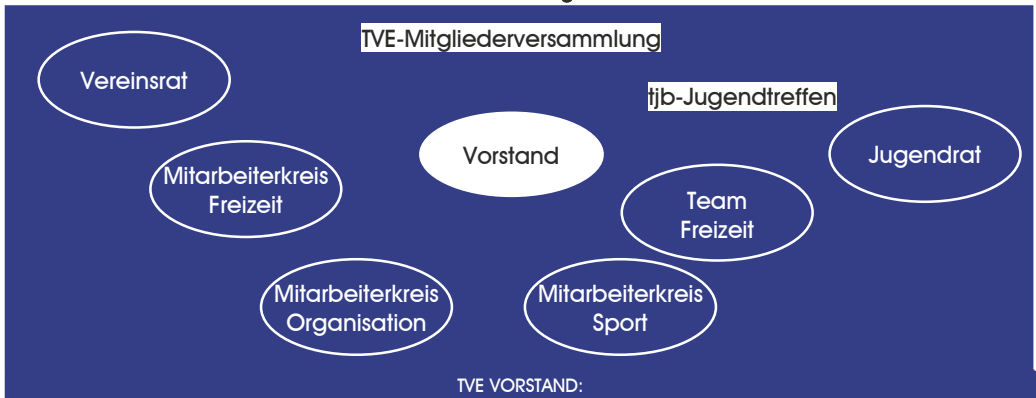 TVE-Mitgliederversammlung
Vereinsrat
tjb-Jugendtreffen
Vorstand
Jugendrat
Mitarbeiterkreis
Freizeit
Team
Freizeit
Mitarbeiterkreis
Organisation
Mitarbeiterkreis
Sport
TVE VORSTAND: